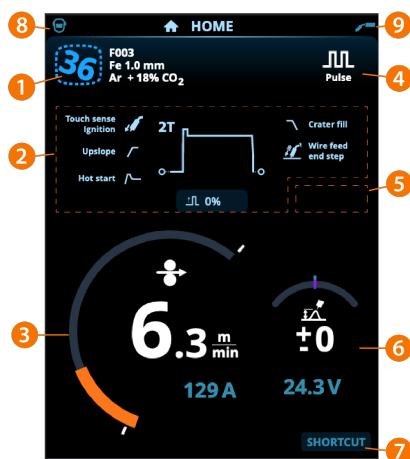 8
HOME
9
36
F003
Fe 1.0 mm
Ar + 18% CO2
Pulse
1
4
Touch sense
Ignition
2T
Crater fill
2
Upslope
Wire feed
end step
Hot start
5
0%
3
6.3 m/min
±0
6
129 A
24.3 V
SHORTCUT
7